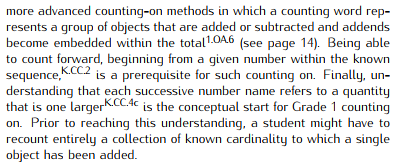 more advanced counting-on methods in which a counting word rep-
resents a group of objects that are added or subtracted and addends
become embedded within the total1.OA.6 (see page 14). Being able
to count forward, beginning from a given number within the known
sequence,K.CC.2 is a prerequisite for such counting on. Finally, un-
derstanding that each successive number name refers to a quantity
that is one largerK.CC.4c is the conceptual start for Grade 1 counting
on. Prior to reaching this understanding, a student might have to
recount entirely a collection of known cardinality to which a single
object has been added.